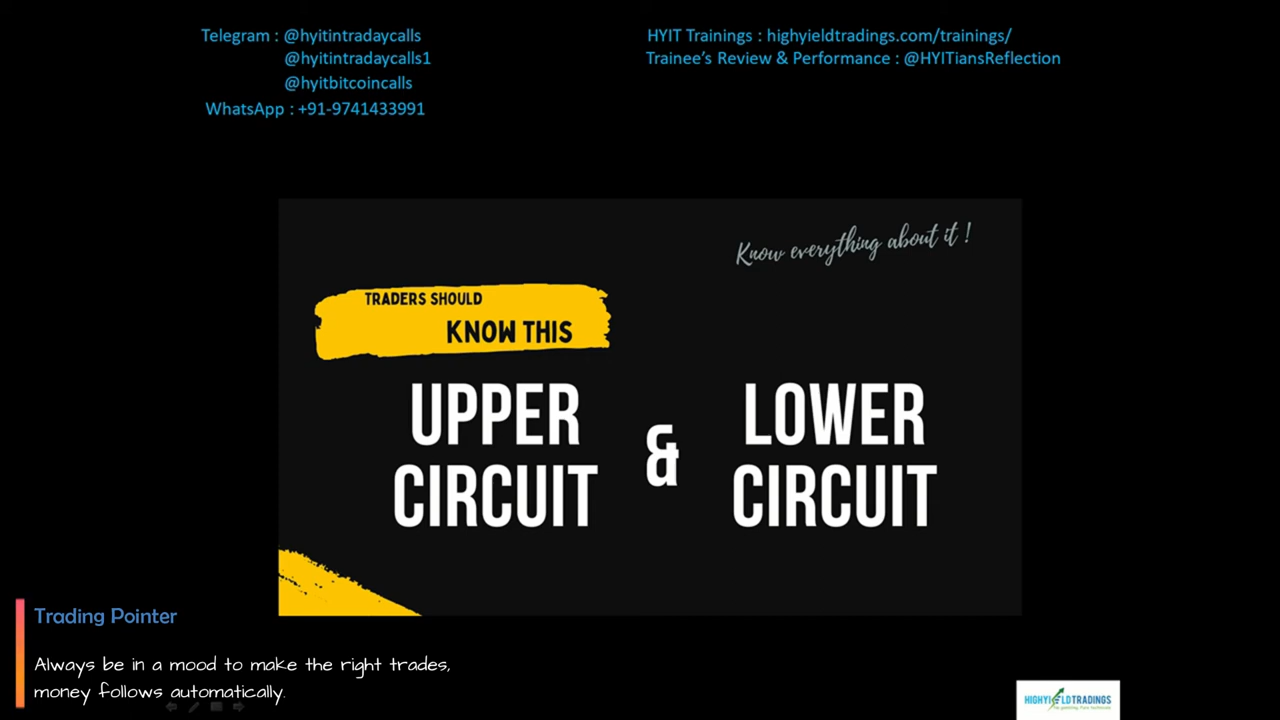 Telegram : @hyitintradaycalls
@hyitintradaycalls1
@hyitbitcoincalls
WhatsApp : +91-9741433991
HYIT Trainings : highyieldtradings.com/trainings/
Trainee's Review & Performance : @HYITiansReflection
Know everything about it !
TRADERS SHOULD
KNOW THIS
UPPER
CIRCUIT
&
LOWER
CIRCUIT
Trading Pointer
Always be in a mood to make the right trades,
money follows automatically.
HIGHYIELDTRADINGS